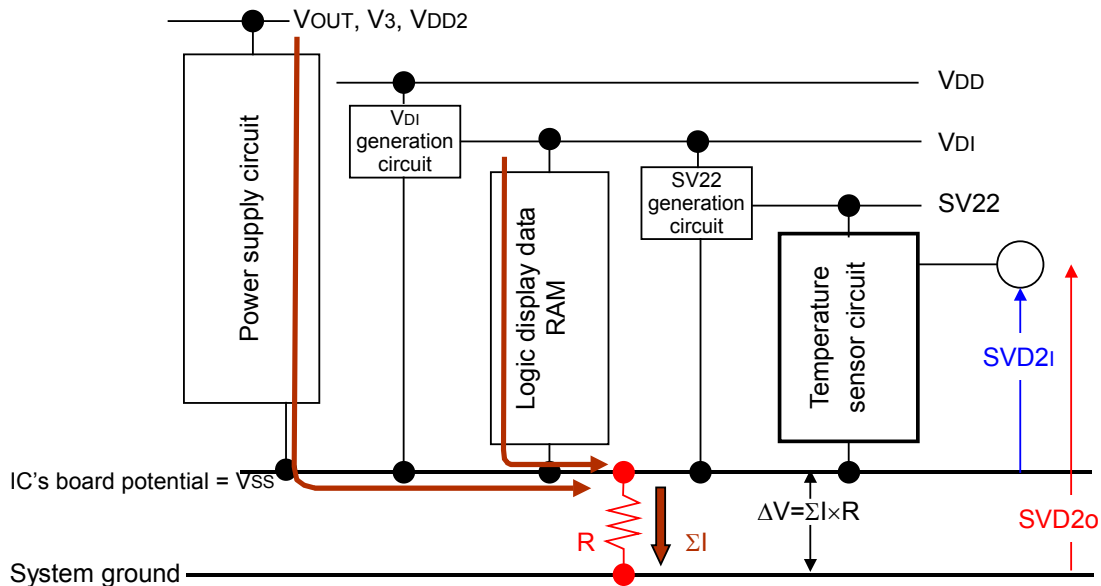 VOUT, V3, VDD2
VDD
VDI
generation
circuit
VDI
SV22
generation
circuit
SV22
Power supply circuit
Logic display data
RAM
Temperature
sensor circuit
SVD2I
IC's board potential = VSS
ΔV=ΣI×R
SVD2O
R
ΣI
System ground